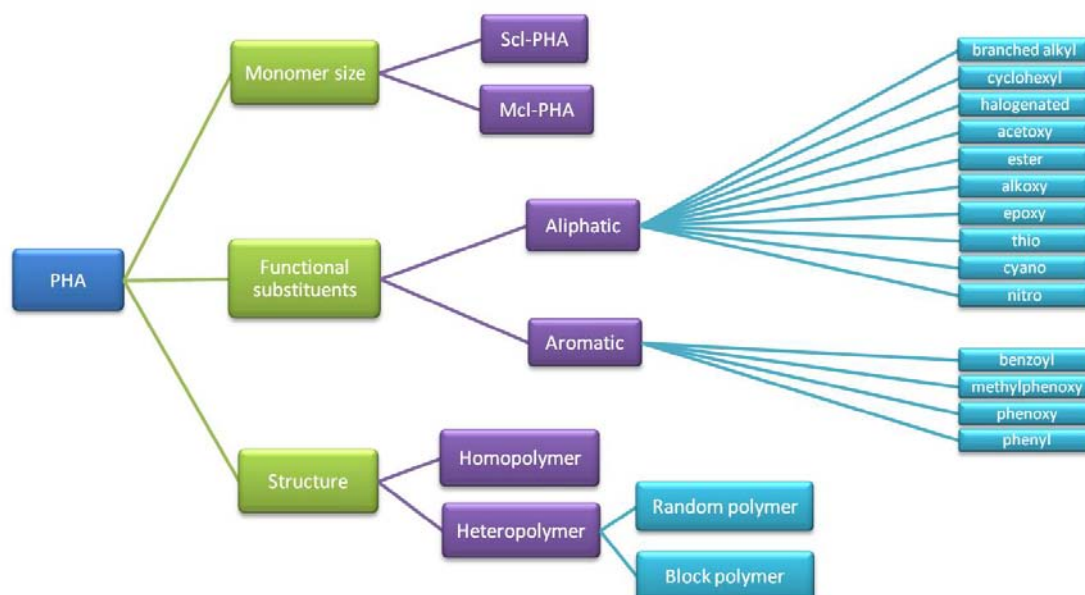 PHA
Monomer size
Scl-PHA
Mcl-PHA
Functional
substituents
Aliphatic
branched alkyl
cyclohexyl
halogenated
acetoxy
ester
alkoxy
epoxy
thio
cyano
nitro
Aromatic
benzoyl
methylphenoxy
phenoxy
phenyl
Structure
Homopolymer
Heteropolymer
Random polymer
Block polymer